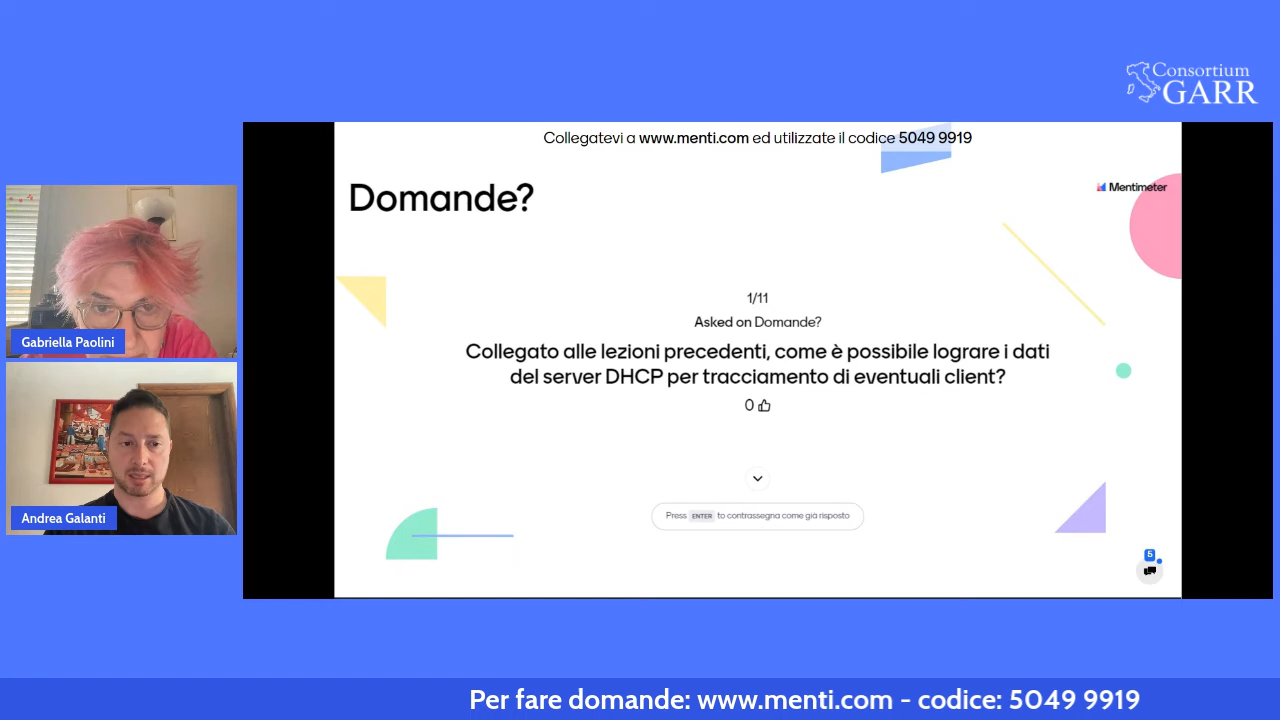 Consortium
GARR
Collegatevi a www.menti.com ed utilizzate il codice 5049 9919
Domande?
Mentimeter
1/11
Asked on Domande?
Collegato alle lezioni precedenti, come è possibile lograre i dati
del server DHCP per tracciamento di eventuali client?
0
Press ENTER to contrassegna come già risposto
5
Gabriella Paolini
Andrea Galanti
Per fare domande: www.menti.com - codice: 5049 9919